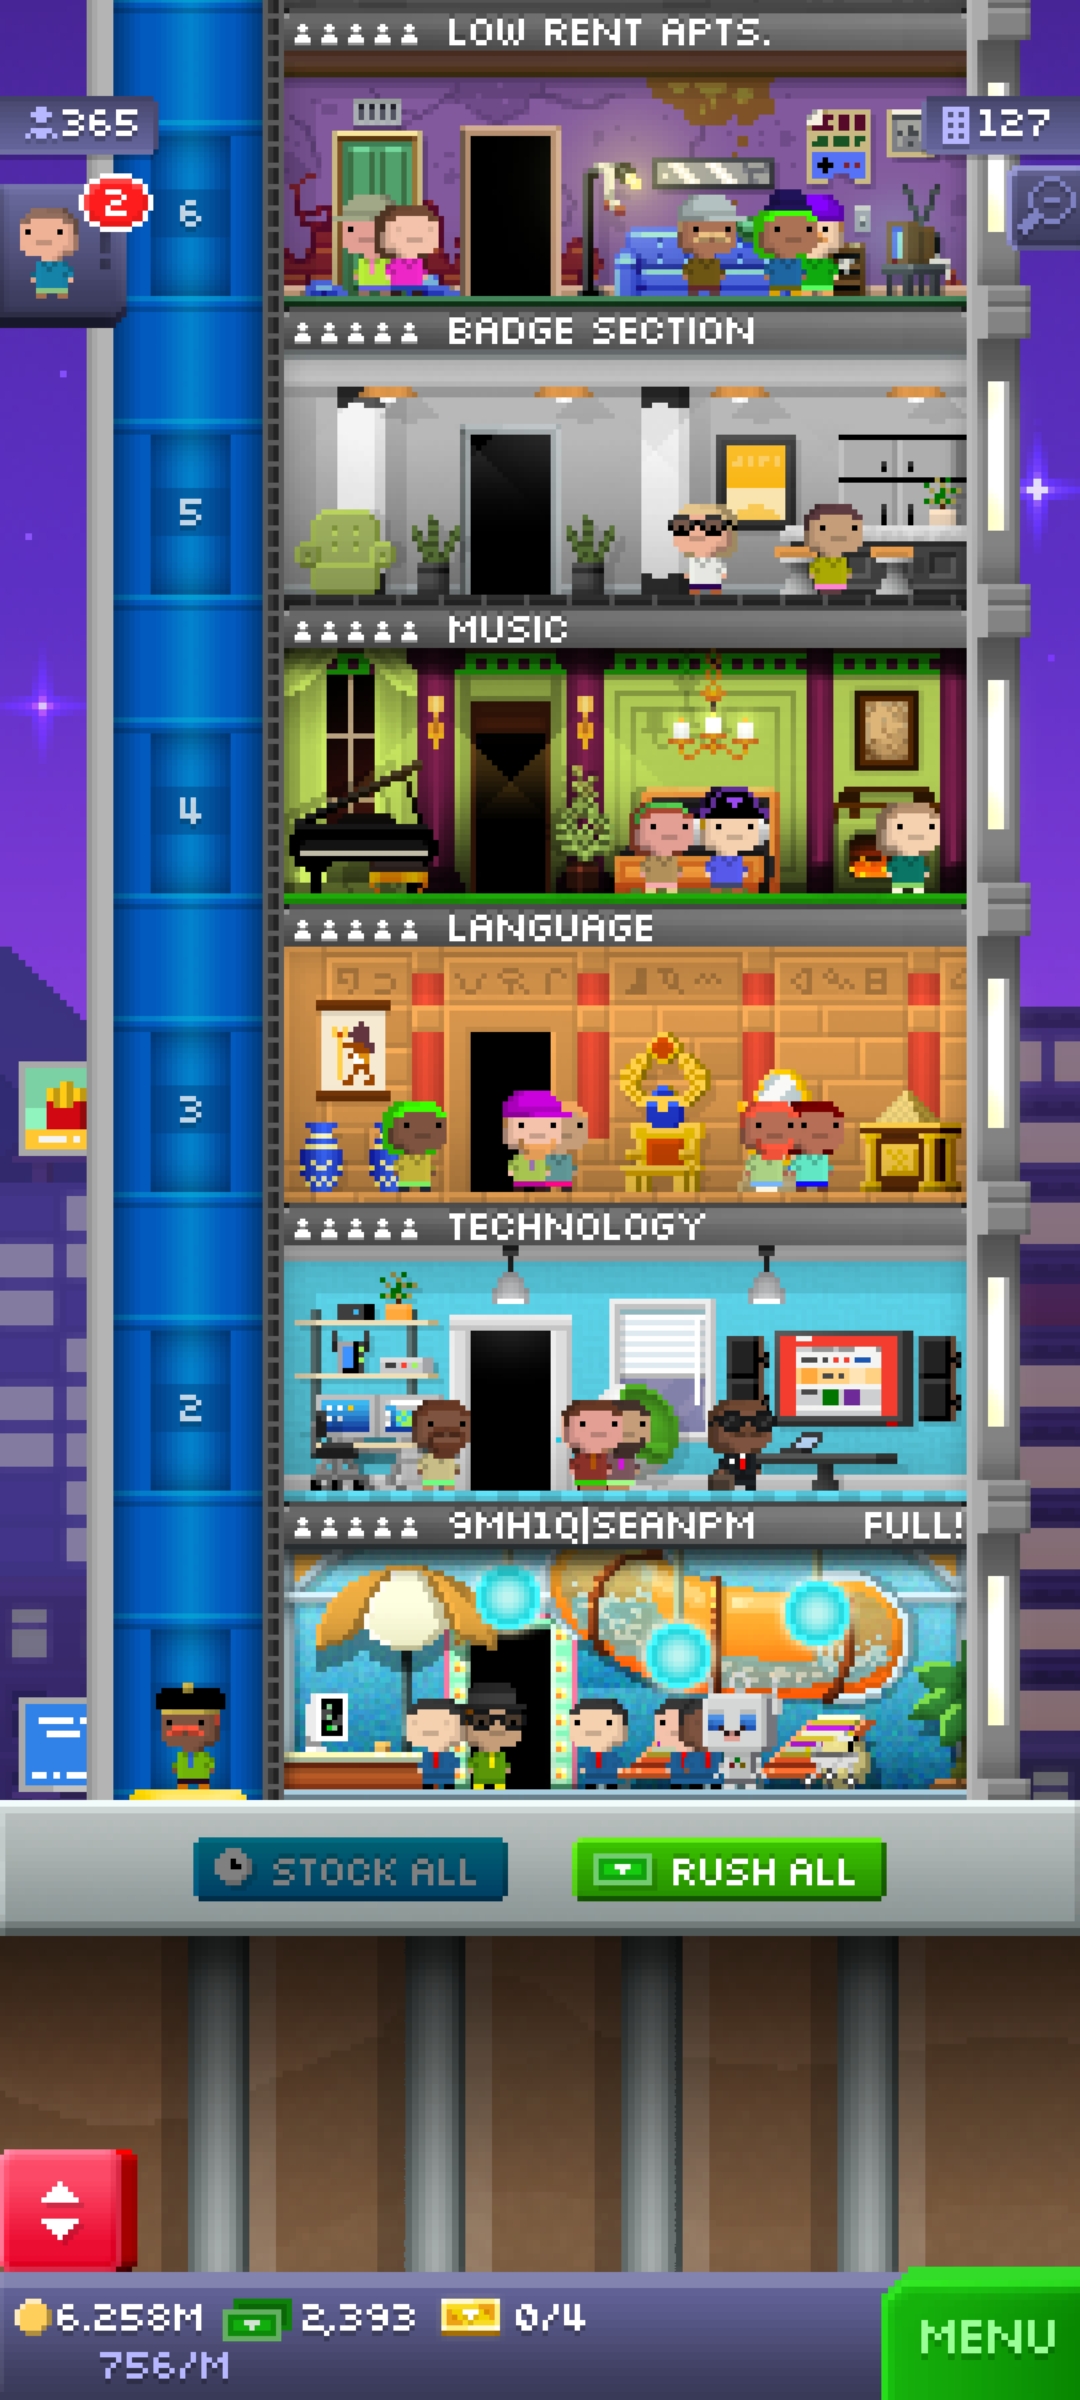 LOW RENT APTS.
365
127
2
6
BADGE SECTION
5
MUSIC
4
LANGUAGE
3
TECHNOLOGY
2
9MH1Q|SEANPM FULL!
STOCK ALL
RUSH ALL
6.258M 2,393 0/4
756/M
MENU